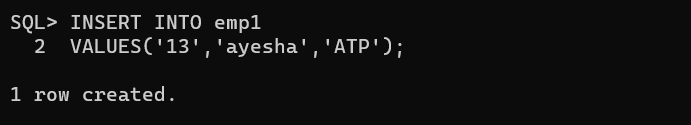 SQL> INSERT INTO emp1
  2  VALUES('13','ayesha','ATP');
1 row created.